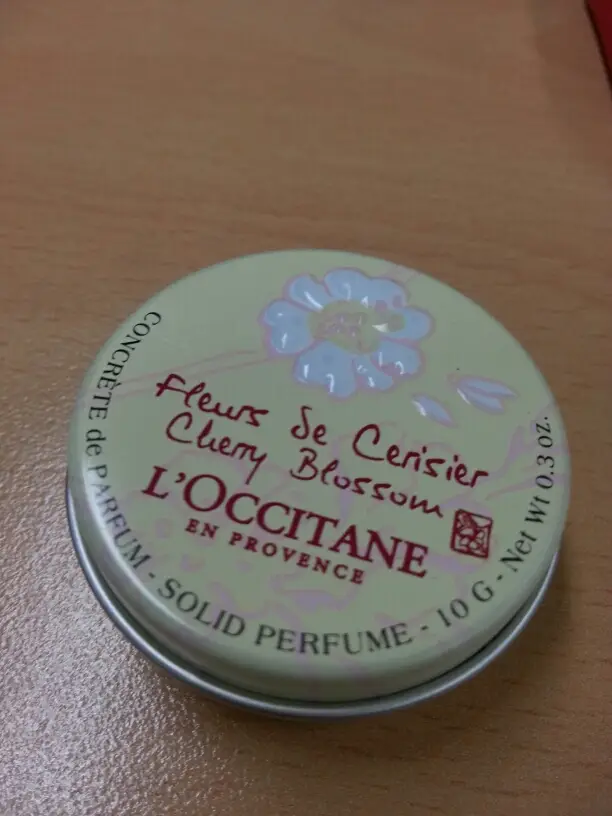 Fleurs de Cerisier
Cherry Blossom
L'OCCITANE
EN PROVENCE
CONCRÈTE de PARFUM - SOLID PERFUME - 10 G - Net Wt 0.3 oz.